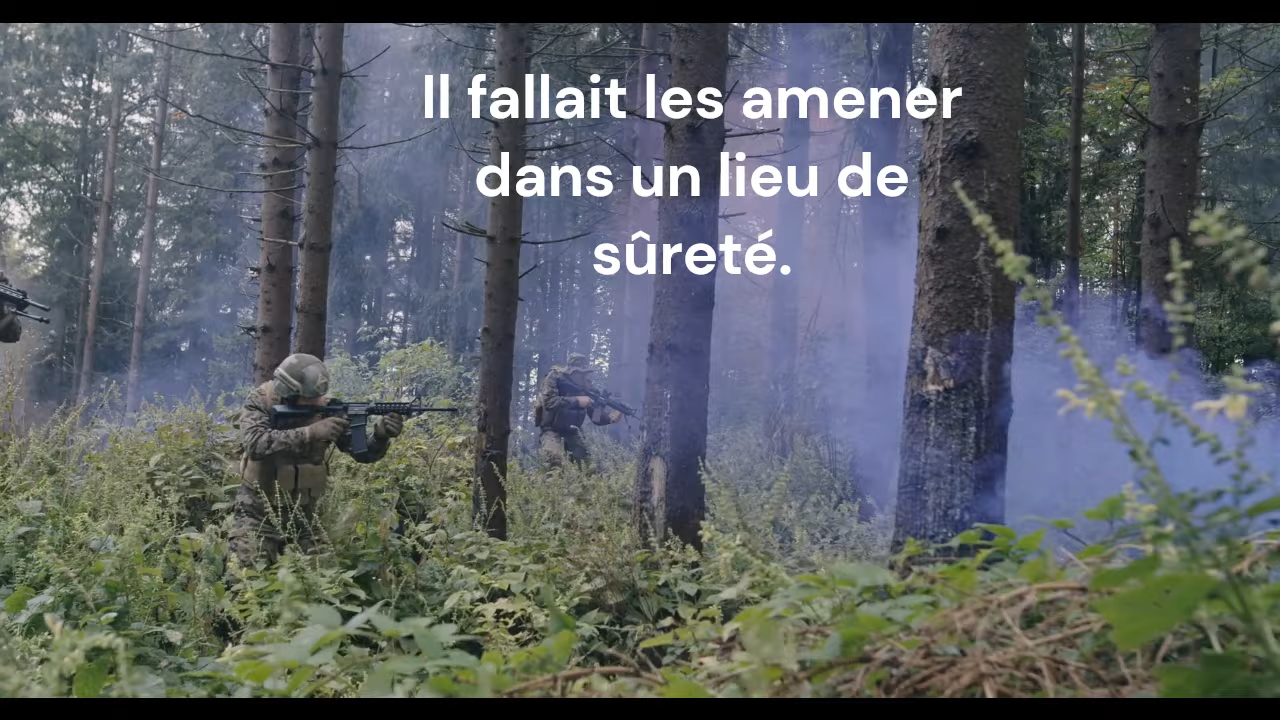 Il fallait les amener
dans un lieu de
sûreté.